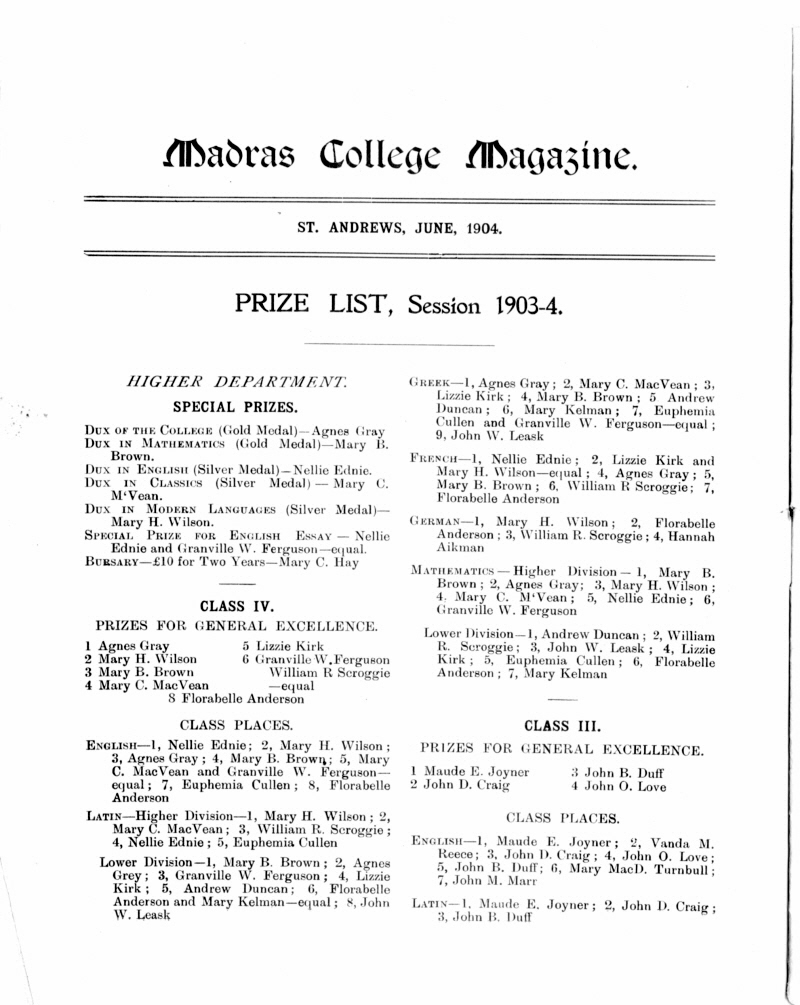 Madras College Magazine.
ST. ANDREWS, JUNE, 1904.
PRIZE LIST, Session 1903-4.
HIGHER DEPARTMENT.
SPECIAL PRIZES.
DUX OF THE COLLEGE (Gold Medal)—Agnes Gray
DUX IN MATHEMATICS (Gold Medal)—Mary B.
Brown.
DUX IN ENGLISH (Silver Medal)—Nellie Ednie.
DUX IN CLASSICS (Silver Medal) — Mary C.
M‘Vean.
DUX IN MODERN LANGUAGES (Silver Medal)—
Mary H. Wilson.
SPECIAL PRIZE FOR ENGLISH ESSAY — Nellie
Ednie and Granville W. Ferguson—equal.
BURSARY—£10 for Two Years—Mary C. Hay
CLASS IV.
PRIZES FOR GENERAL EXCELLENCE.
1 Agnes Gray
2 Mary H. Wilson
3 Mary B. Brown
4 Mary C. MacVean
5 Lizzie Kirk
6 Granville W. Ferguson
William R Scroggie
—equal
8 Florabelle Anderson
CLASS PLACES.
ENGLISH—1, Nellie Ednie; 2, Mary H. Wilson;
3, Agnes Gray; 4, Mary B. Brown; 5, Mary
C. MacVean and Granville W. Ferguson—
equal; 7, Euphemia Cullen; 8, Florabelle
Anderson
LATIN—Higher Division—1, Mary H. Wilson; 2,
Mary C. MacVean; 3, William R. Scroggie;
4, Nellie Ednie; 5, Euphemia Cullen
Lower Division—1, Mary B. Brown; 2, Agnes
Grey; 3, Granville W. Ferguson; 4, Lizzie
Kirk; 5, Andrew Duncan; 6, Florabelle
Anderson and Mary Kelman—equal; 8, John
W. Leask
GREEK—1, Agnes Gray; 2, Mary C. MacVean; 3,
Lizzie Kirk; 4, Mary B. Brown; 5 Andrew
Duncan; 6, Mary Kelman; 7, Euphemia
Cullen and Granville W. Ferguson—equal;
9, John W. Leask
FRENCH—1, Nellie Ednie; 2, Lizzie Kirk and
Mary H. Wilson—equal; 4, Agnes Gray; 5,
Mary B. Brown; 6, William R Scroggie; 7,
Florabelle Anderson
GERMAN—1, Mary H. Wilson; 2, Florabelle
Anderson; 3, William R. Scroggie; 4, Hannah
Aikman
MATHEMATICS—Higher Division — 1, Mary B.
Brown; 2, Agnes Gray; 3, Mary H. Wilson;
4, Mary C. M‘Vean; 5, Nellie Ednie; 6,
Granville W. Ferguson
Lower Division—1, Andrew Duncan; 2, William
R. Scroggie; 3, John W. Leask; 4, Lizzie
Kirk; 5, Euphemia Cullen; 6, Florabelle
Anderson; 7, Mary Kelman
CLASS III.
PRIZES FOR GENERAL EXCELLENCE.
1 Maude E. Joyner
2 John D. Craig
3 John B. Duff
4 John O. Love
CLASS PLACES.
ENGLISH—1, Maude E. Joyner; 2, Vanda M.
Reece; 3, John D. Craig; 4, John O. Love;
5, John B. Duff; 6, Mary MacD. Turnbull;
7, John M. Marr
LATIN—1, Maude E. Joyner; 2, John D. Craig;
3, John B. Duff